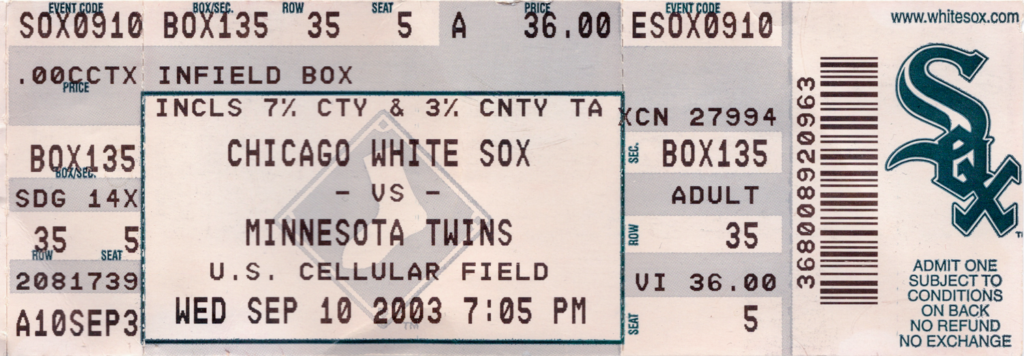 EVENT CODE BOX/SEC. ROW SEAT PRICE EVENT CODE
SOX0910 BOX135 35 5 A 36.00 ESOX0910
.00CCTX INFIELD BOX
PRICE
INCLS 7% CTY & 3% CNTY TA
XCN 27994
CHICAGO WHITE SOX
- VS -
MINNESOTA TWINS
U.S. CELLULAR FIELD
WED SEP 10 2003 7:05 PM
TM
BOX135
BOX/SEC.
SDG 14X
35 5
ROW SEAT
2081739
A10SEP3
SEC. BOX135
ADULT
ROW 35
VI 36.00
SEAT 5
3680089209​63
www.whitesox.com
Sox
TM
ADMIT ONE
SUBJECT TO
CONDITIONS
ON BACK
NO REFUND
NO EXCHANGE